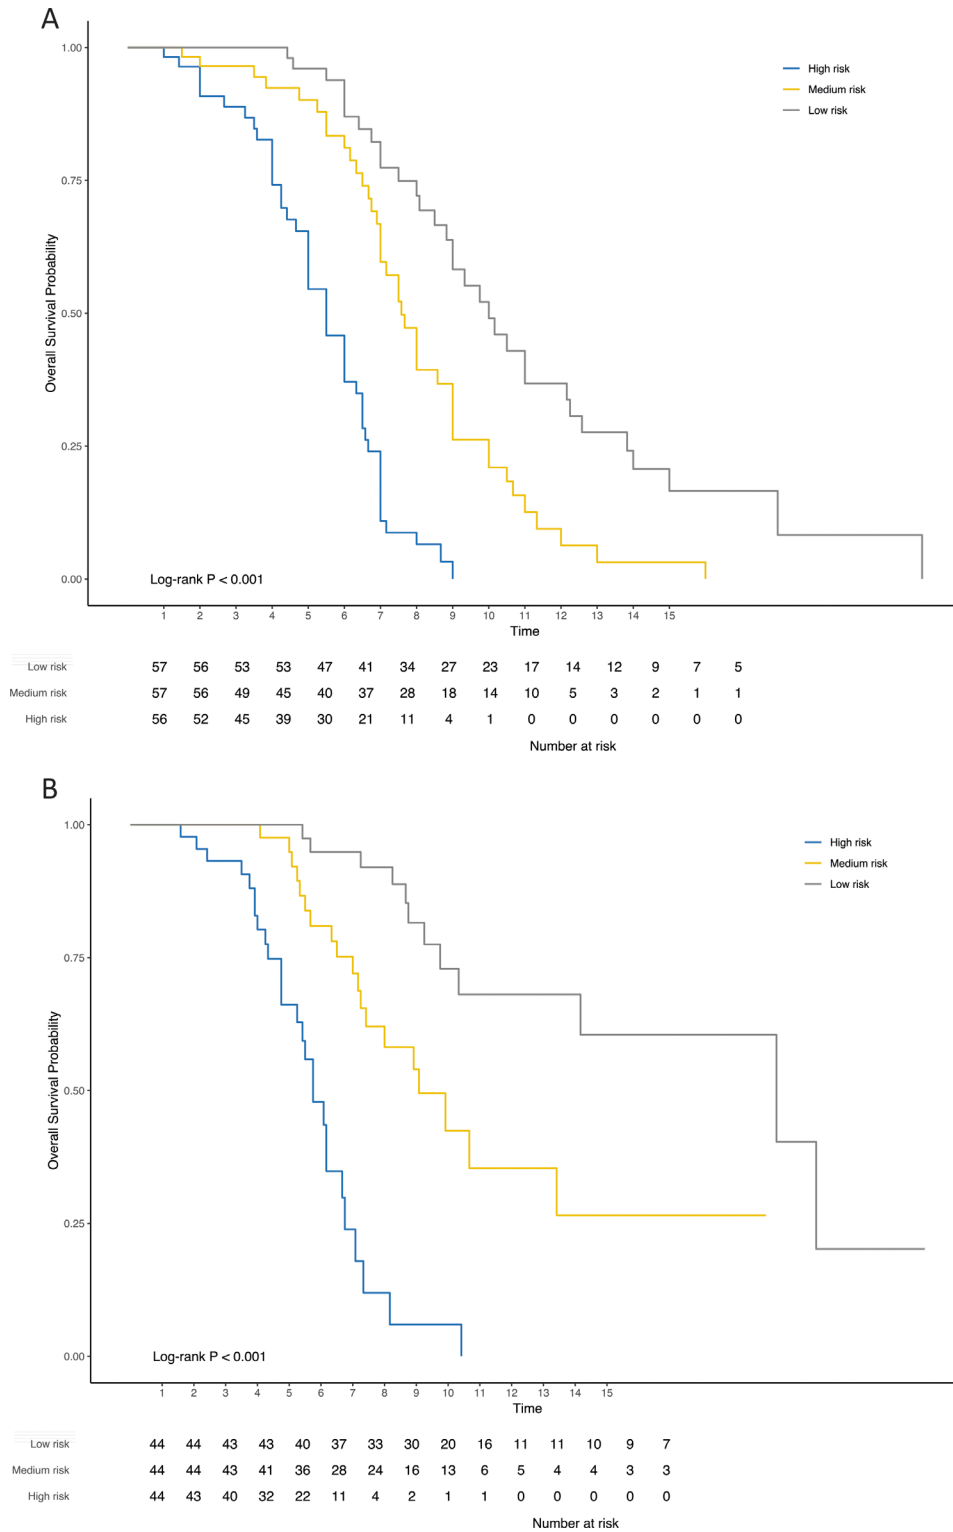 A
1.00
High risk
Medium risk
Low risk
0.75
Overall Survival Probability
0.50
0.25
0.00
Log-rank P < 0.001
1 2 3 4 5 6 7 8 9 10 11 12 13 14 15
Time
Low risk 57 56 53 53 47 41 34 27 23 17 14 12 9 7 5
Medium risk 57 56 49 45 40 37 28 18 14 10 5 3 2 1 1
High risk 56 52 45 39 30 21 11 4 1 0 0 0 0 0 0
Number at risk
B
1.00
High risk
Medium risk
Low risk
0.75
Overall Survival Probability
0.50
0.25
0.00
Log-rank P < 0.001
1 2 3 4 5 6 7 8 9 10 11 12 13 14 15
Time
Low risk 44 44 43 43 40 37 33 30 20 16 11 11 10 9 7
Medium risk 44 44 43 41 36 28 24 16 13 6 5 4 4 3 3
High risk 44 43 40 32 22 11 4 2 1 1 0 0 0 0 0
Number at risk